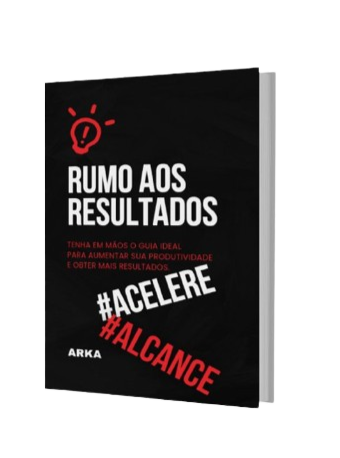 RUMO AOS
RESULTADOS
TENHA EM MÃOS O GUIA IDEAL
PARA AUMENTAR SUA PRODUTIVIDADE
E OBTER MAIS RESULTADOS.
#ACELERE
#ALCANCE
ARKA